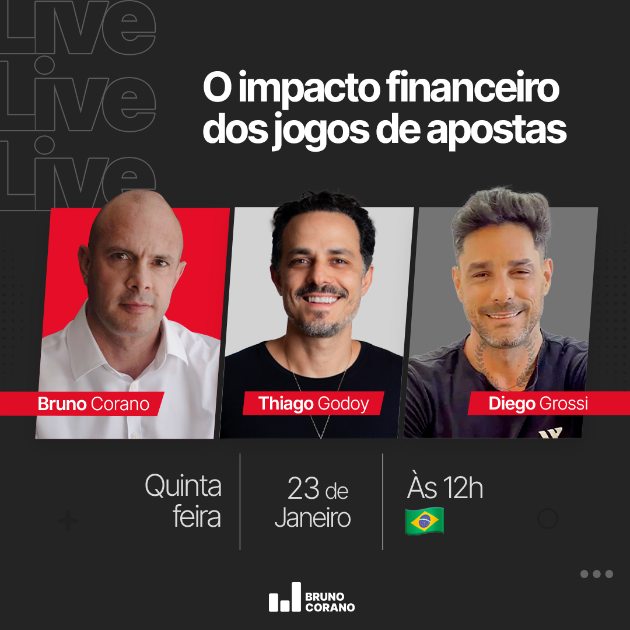 Live
Live
Live
O impacto financeiro
dos jogos de apostas
Bruno Corano
Thiago Godoy
Diego Grossi
Quinta
feira
23 de
Janeiro
Às 12h
BRUNO
CORANO